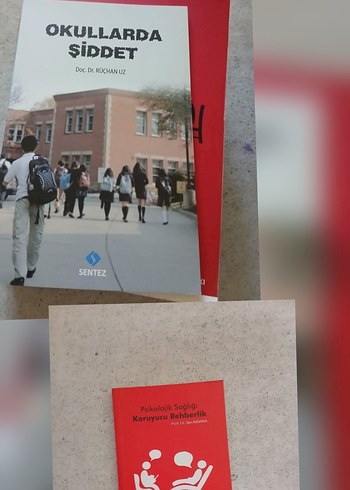 OKULLARDA
ŞİDDET
Doç. Dr. RÜÇHAN UZ
SENTEZ
Psikolojik Sağlığı
Koruyucu Rehberlik